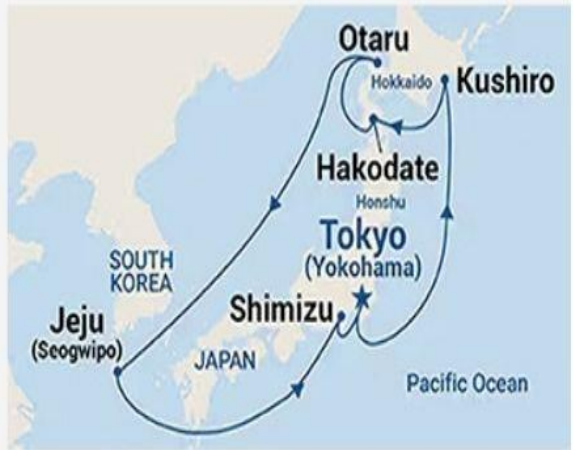 Otaru
Hokkaido
Kushiro
Hakodate
Honshu
Tokyo
(Yokohama)
SOUTH
KOREA
Shimizu
Jeju
(Seogwipo)
JAPAN
Pacific Ocean